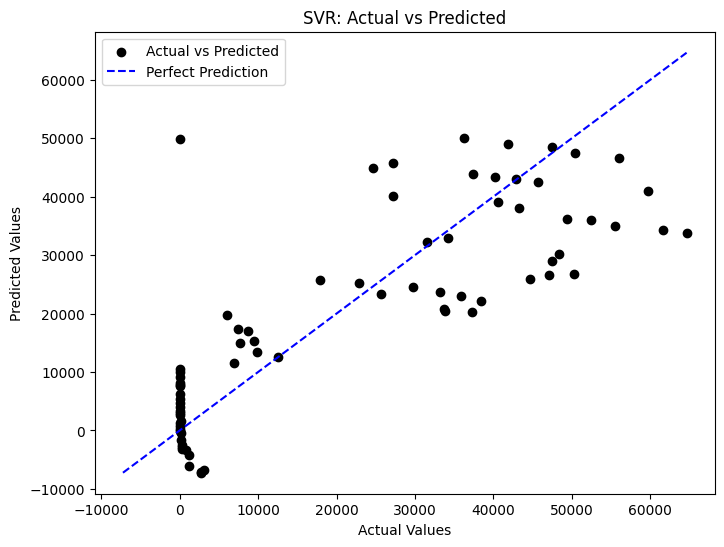 SVR: Actual vs Predicted
Actual vs Predicted
Perfect Prediction
Predicted Values
60000
50000
40000
30000
20000
10000
0
−10000
−10000 0 10000 20000 30000 40000 50000 60000
Actual Values